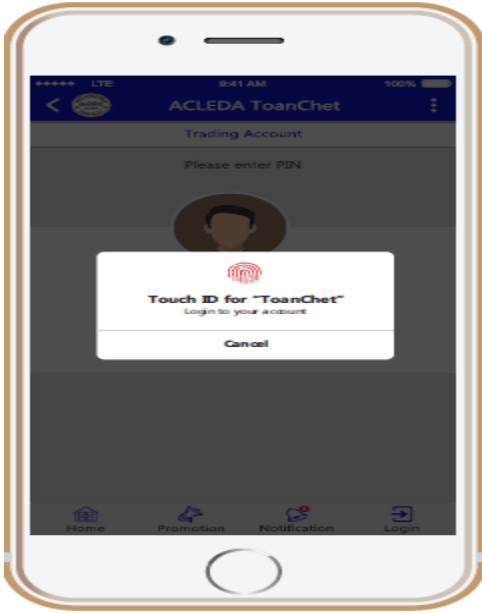 LTE 9:41 AM 100%
ACLEDA ToanChet
Trading Account
Please enter PIN
Touch ID for "ToanChet"
Login to your account
Cancel
Home Promotion Notification Login